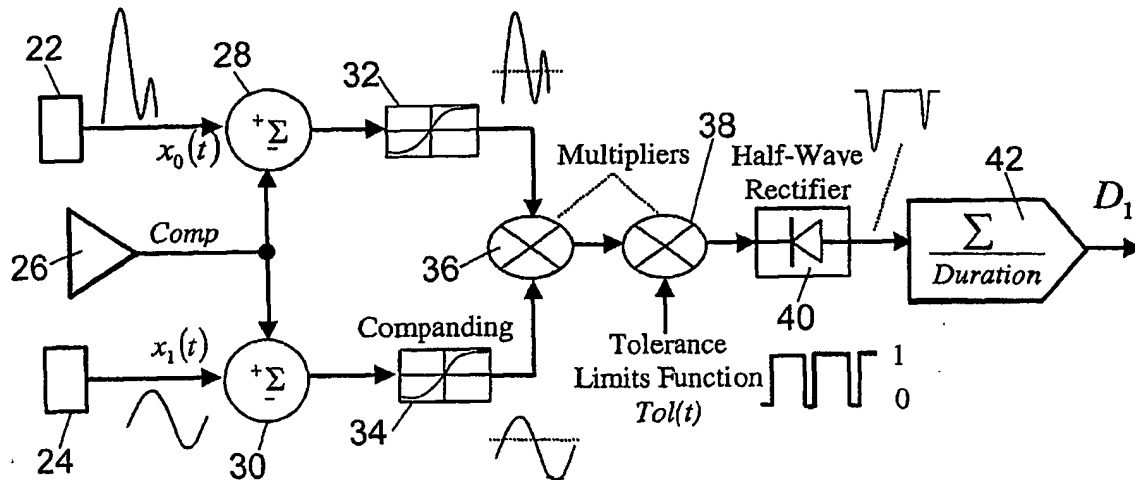 22
28
32
x₀(t)
+
Σ
-
Multipliers
38
Half-Wave
Rectifier
42
D₁
26
Comp
36
Σ
Duration
40
x₁(t)
Companding
Tolerance
Limits Function
Tol(t)
1
0
+
Σ
-
24
30
34